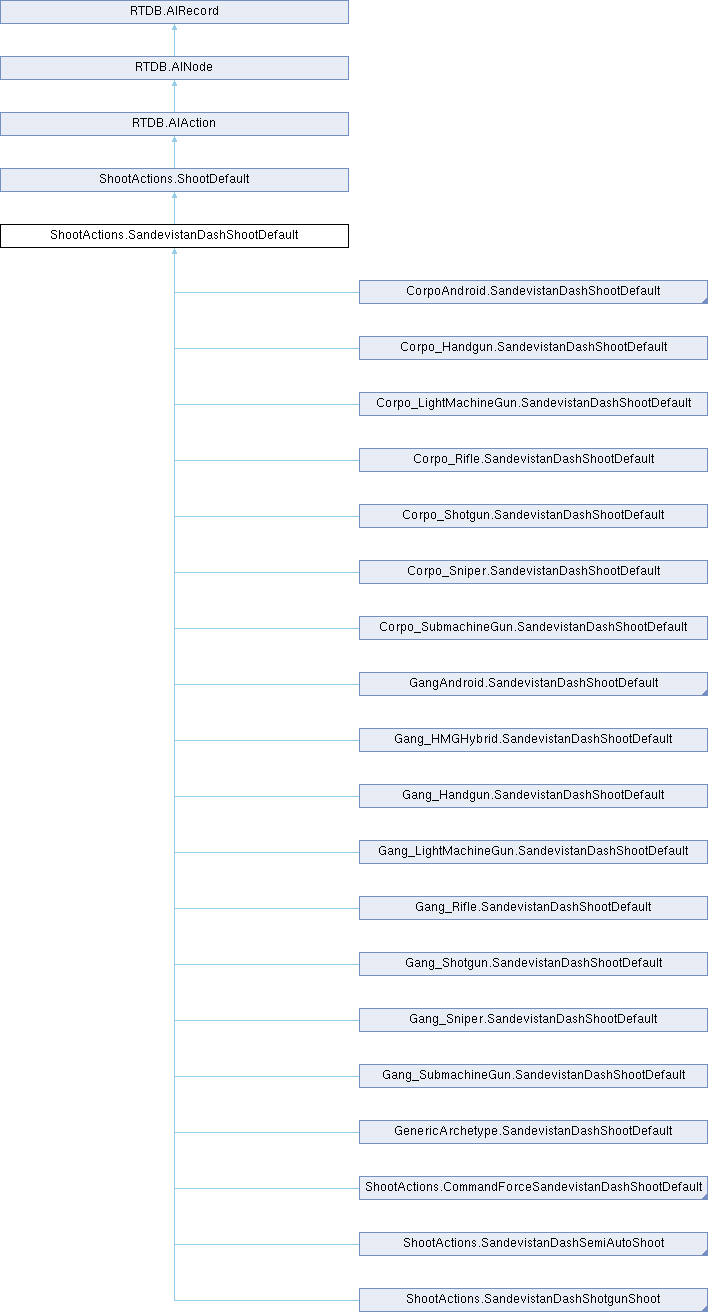 RTDB.AIRecord
RTDB.AINode
RTDB.AIAction
ShootActions.ShootDefault
ShootActions.SandevistanDashShootDefault
CorpoAndroid.SandevistanDashShootDefault
Corpo_Handgun.SandevistanDashShootDefault
Corpo_LightMachineGun.SandevistanDashShootDefault
Corpo_Rifle.SandevistanDashShootDefault
Corpo_Shotgun.SandevistanDashShootDefault
Corpo_Sniper.SandevistanDashShootDefault
Corpo_SubmachineGun.SandevistanDashShootDefault
GangAndroid.SandevistanDashShootDefault
Gang_HMGHybrid.SandevistanDashShootDefault
Gang_Handgun.SandevistanDashShootDefault
Gang_LightMachineGun.SandevistanDashShootDefault
Gang_Rifle.SandevistanDashShootDefault
Gang_Shotgun.SandevistanDashShootDefault
Gang_Sniper.SandevistanDashShootDefault
Gang_SubmachineGun.SandevistanDashShootDefault
GenericArchetype.SandevistanDashShootDefault
ShootActions.CommandForceSandevistanDashShootDefault
ShootActions.SandevistanDashSemiAutoShoot
ShootActions.SandevistanDashShotgunShoot